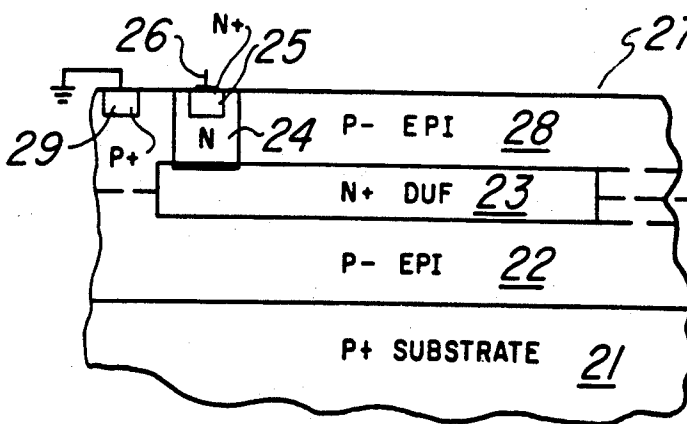 26 N+ 25 27
29 P+ N 24 P- EPI 28
N+ DUF 23
P- EPI 22
P+ SUBSTRATE 21